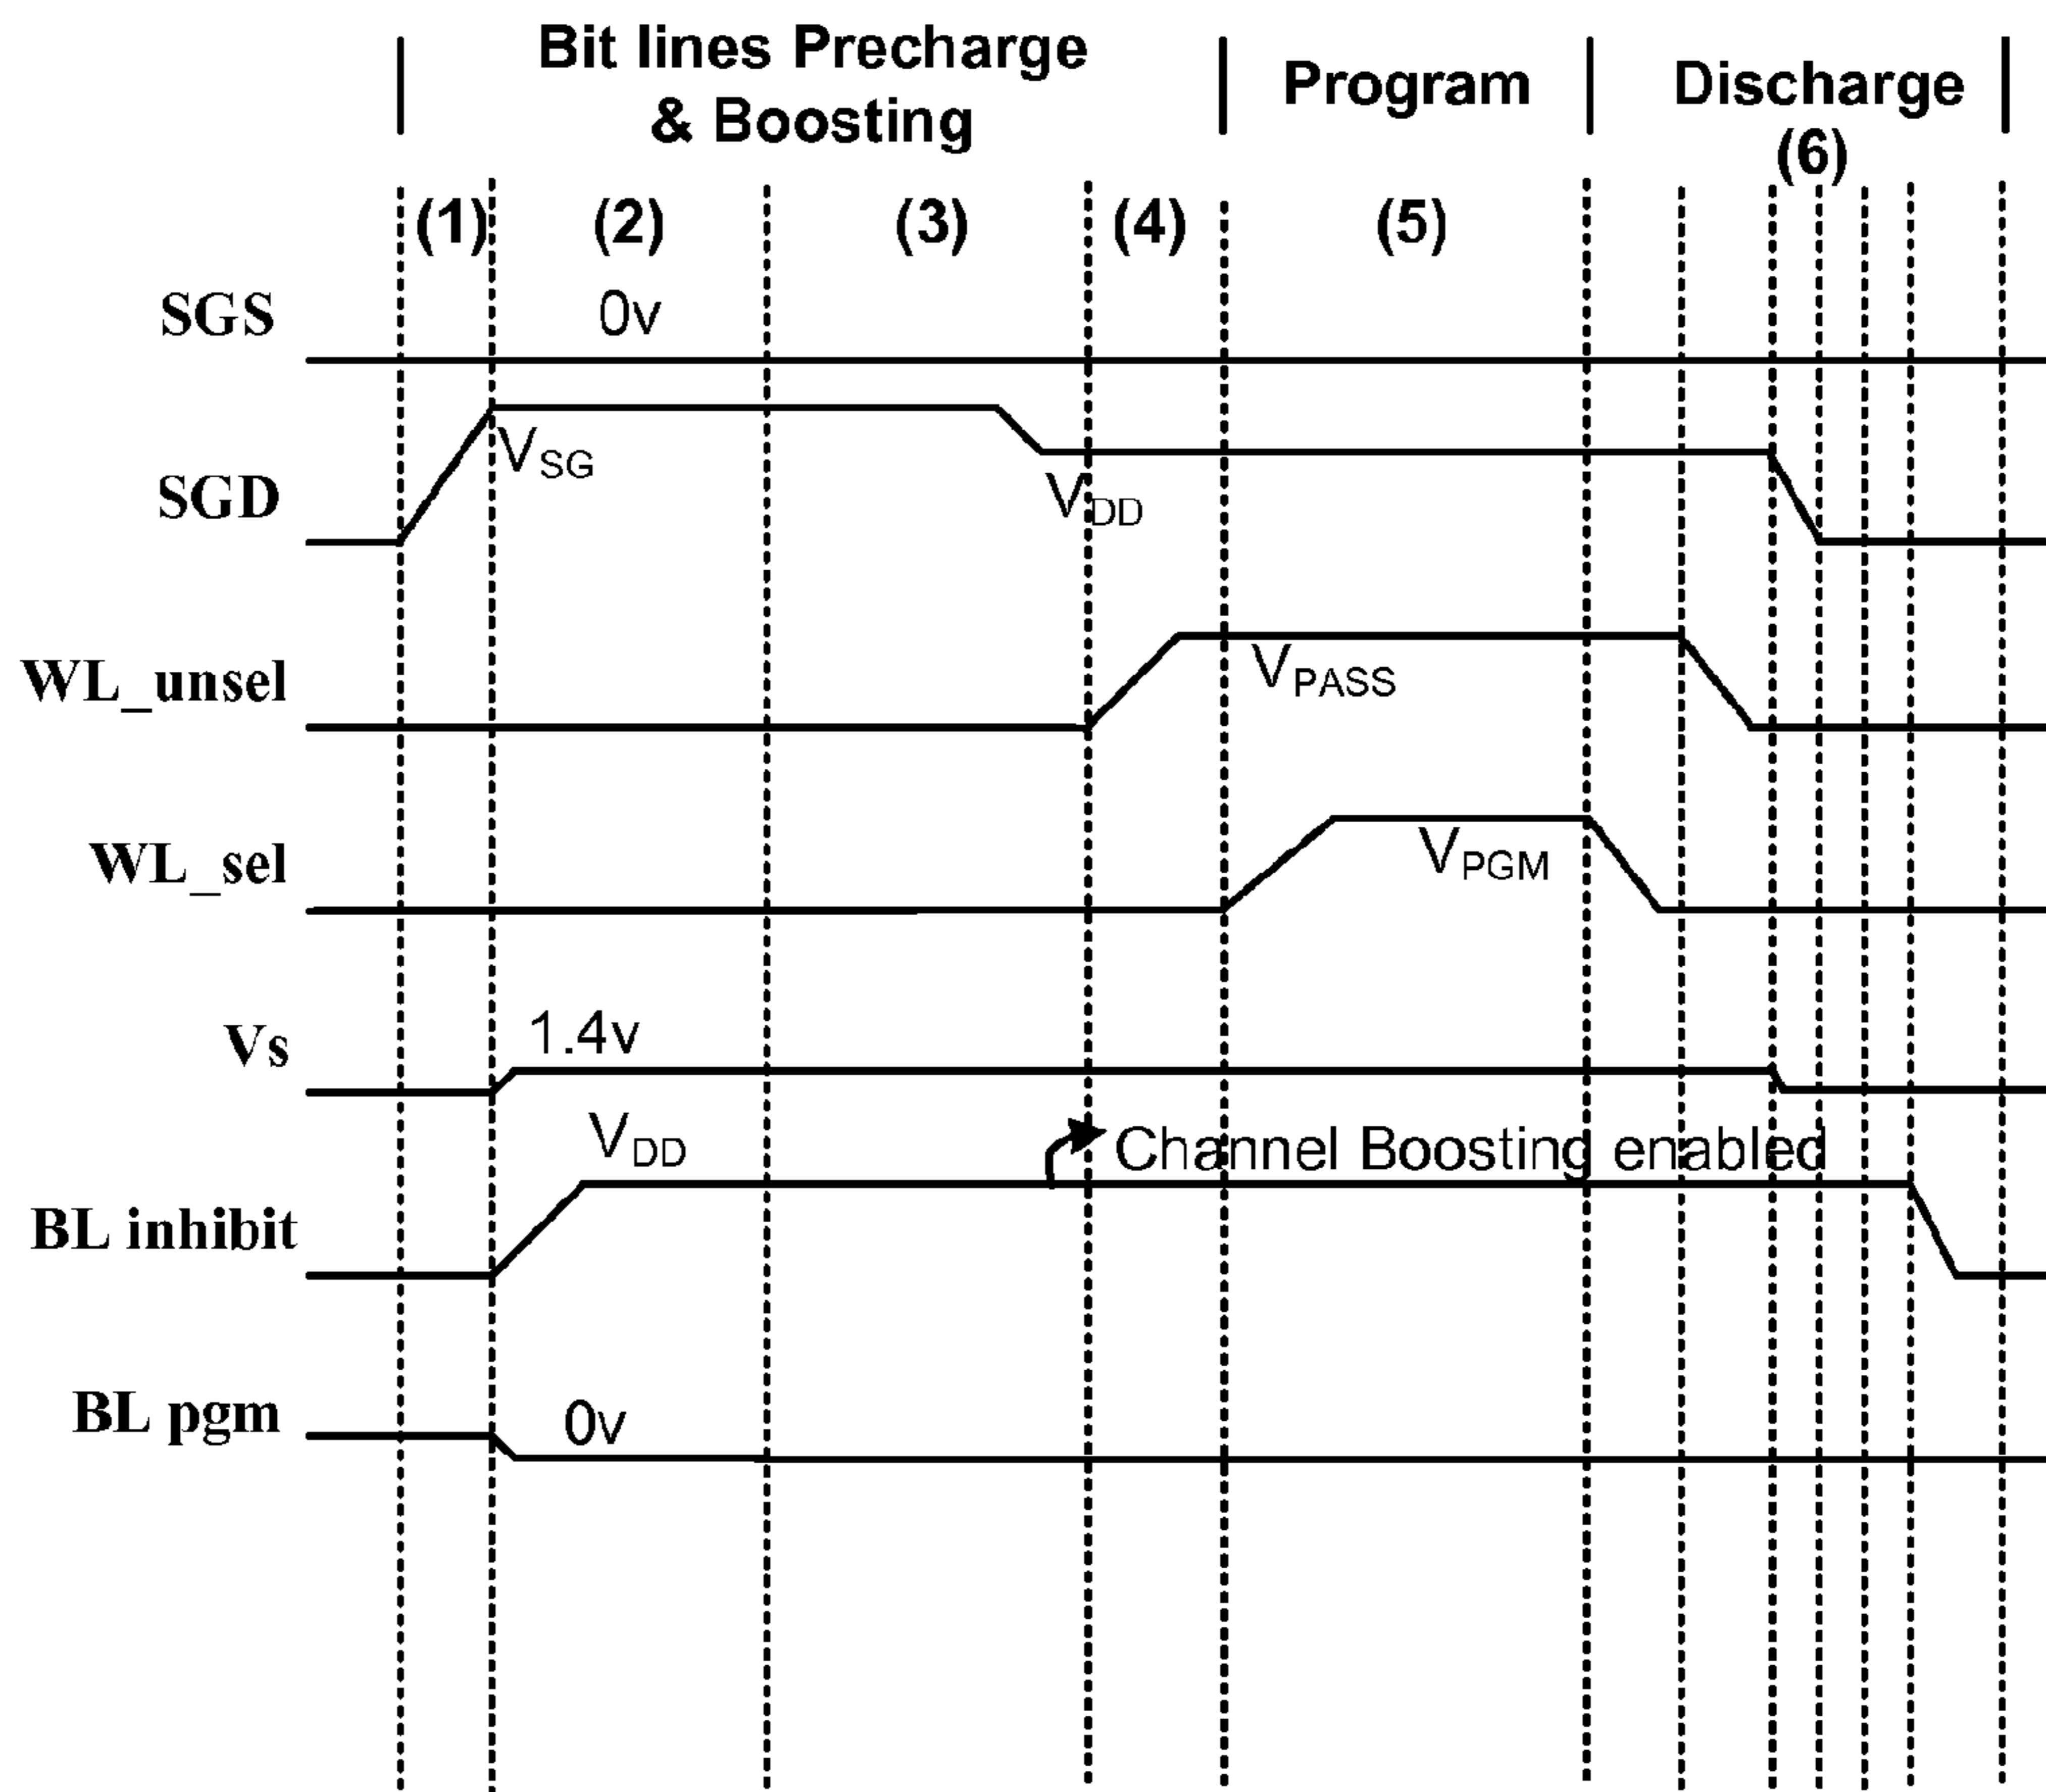 Bit lines Precharge
& Boosting
Program
Discharge
(1)
(2)
(3)
(4)
(5)
(6)
SGS
0v
SGD
VSG
VDD
WL_unsel
VPASS
WL_sel
VPGM
Vs
1.4v
BL inhibit
VDD
Channel Boosting enabled
BL pgm
0v